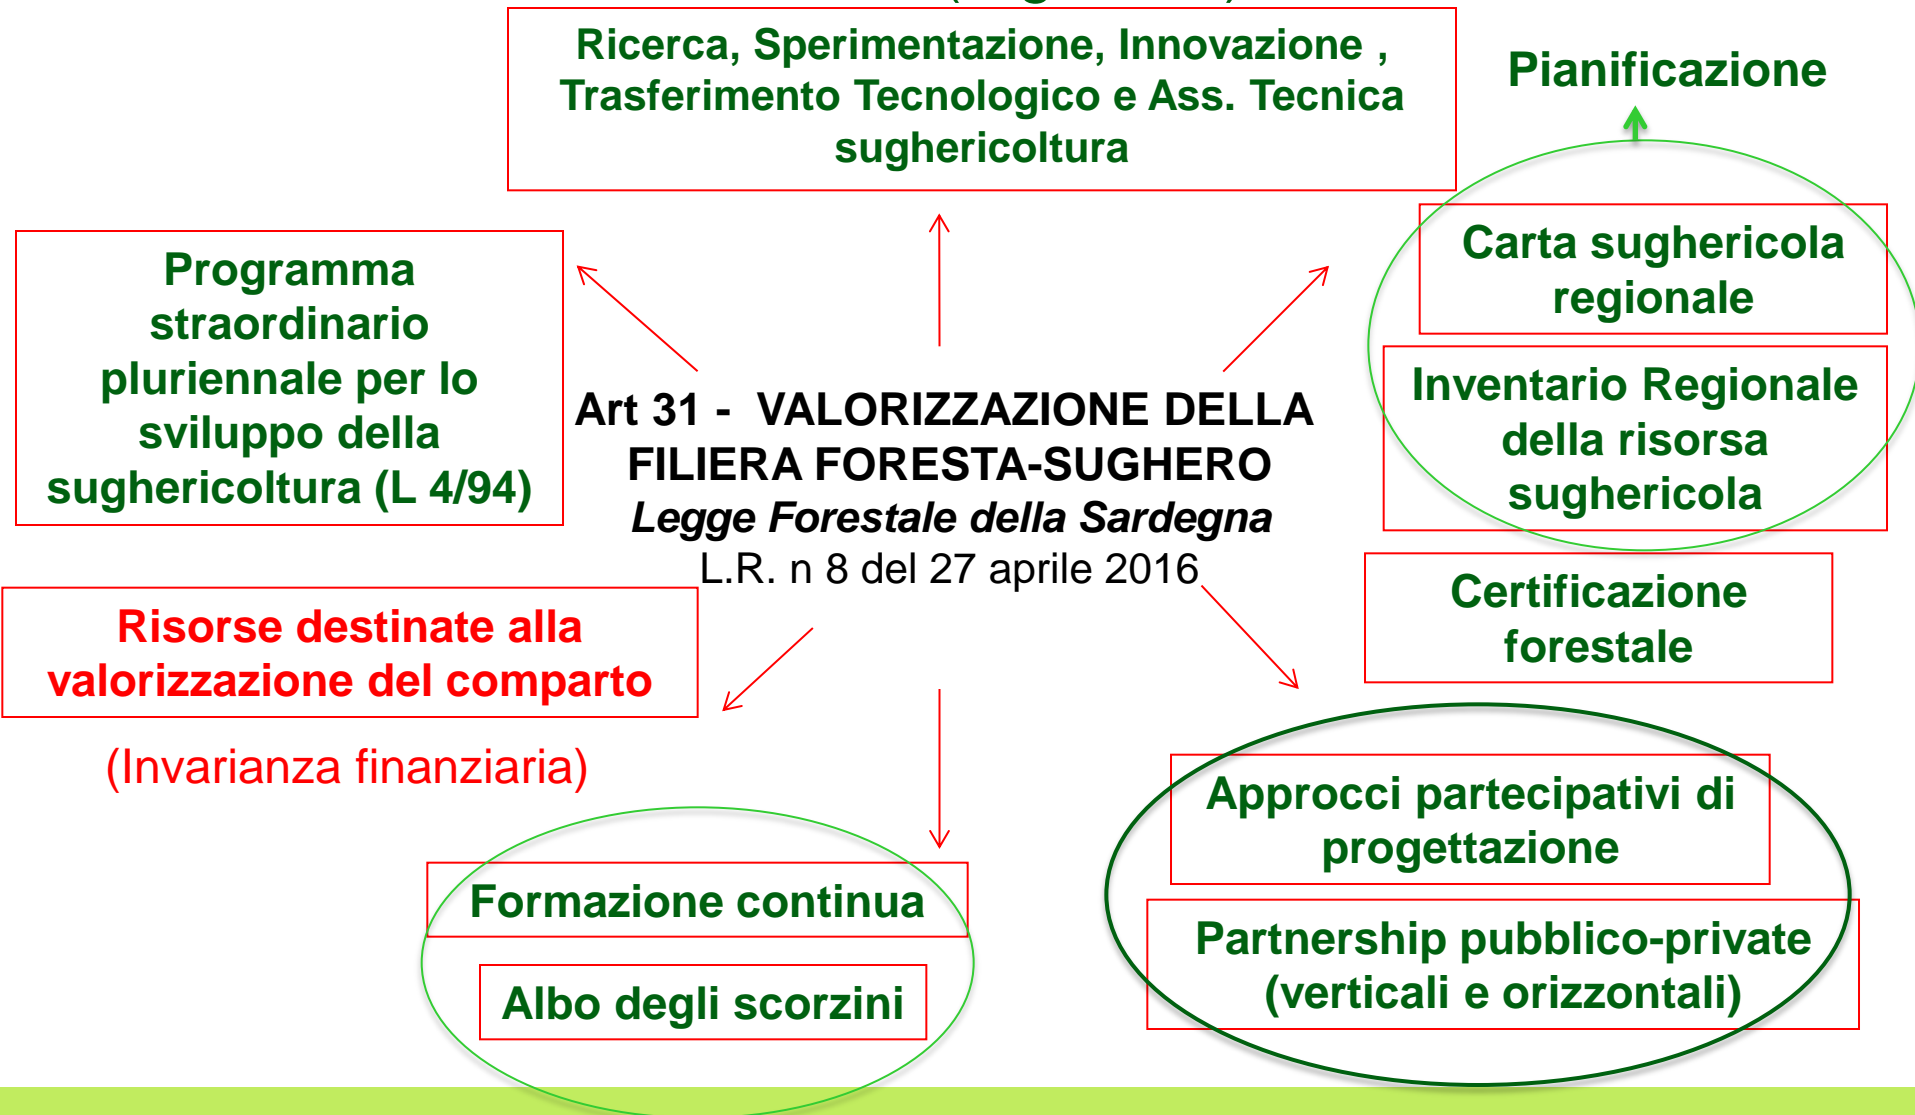 Ricerca, Sperimentazione, Innovazione ,
Trasferimento Tecnologico e Ass. Tecnica
sughericoltura
Pianificazione
Carta sughericola
regionale
Inventario Regionale
della risorsa
sughericola
Programma
straordinario
pluriennale per lo
sviluppo della
sughericoltura (L 4/94)
Art 31 - VALORIZZAZIONE DELLA
FILIERA FORESTA-SUGHERO
Legge Forestale della Sardegna
L.R. n 8 del 27 aprile 2016
Certificazione
forestale
Risorse destinate alla
valorizzazione del comparto
(Invarianza finanziaria)
Approcci partecipativi di
progettazione
Partnership pubblico-private
(verticali e orizzontali)
Formazione continua
Albo degli scorzini